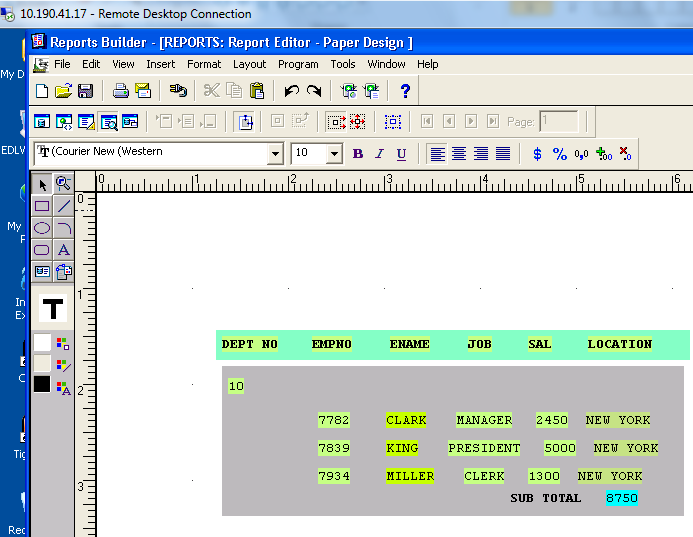 10.190.41.17 - Remote Desktop Connection
Reports Builder - [REPORTS: Report Editor - Paper Design ]
My D
File Edit View Insert Format Layout Program Tools Window Help
Page: 1
EDLW
(Courier New (Western 10 B I U $ % 0,0 .00 .0
0 1 2 3 4 5 6
0
My
F
A
In
Ex
T
1
DEPT NO EMPNO ENAME JOB SAL LOCATION
C
10
2
7782 CLARK MANAGER 2450 NEW YORK
7839 KING PRESIDENT 5000 NEW YORK
Tig
7934 MILLER CLERK 1300 NEW YORK
3
SUB TOTAL 8750
Rec